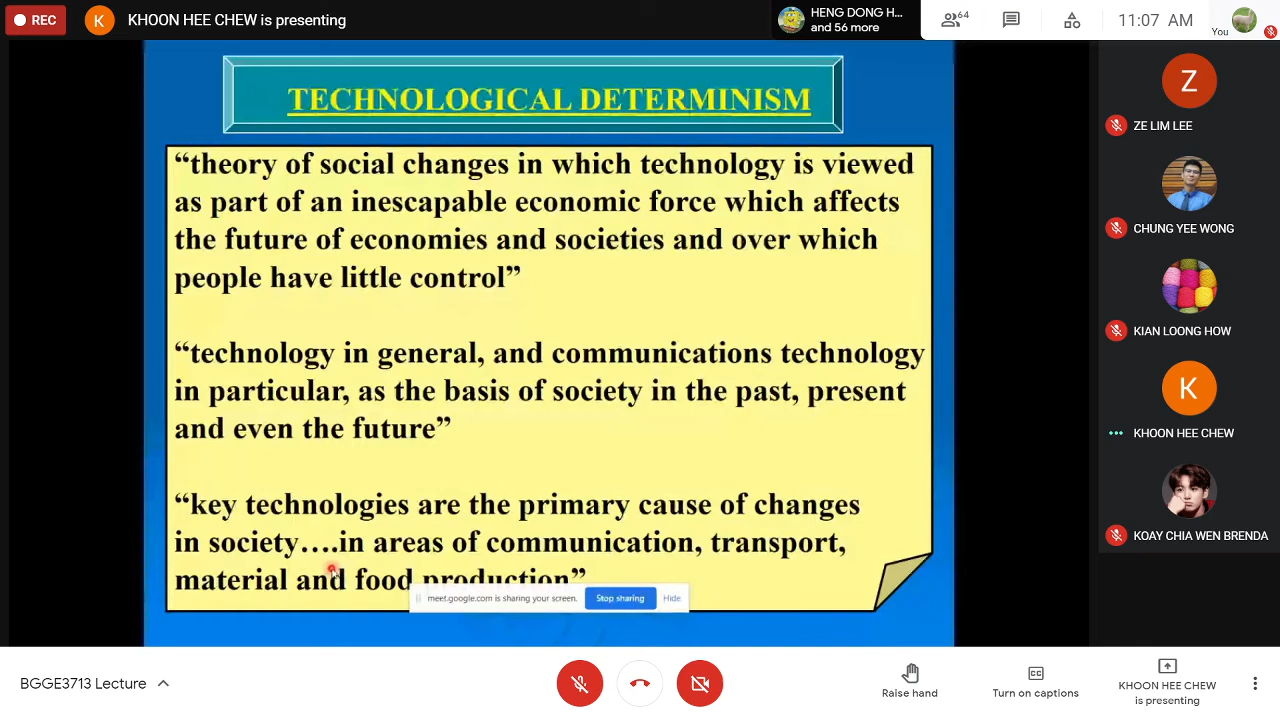 REC
K
KHOON HEE CHEW is presenting
HENG DONG H...
and 56 more
64
11:07 AM
You
TECHNOLOGICAL DETERMINISM
“theory of social changes in which technology is viewed
as part of an inescapable economic force which affects
the future of economies and societies and over which
people have little control”
“technology in general, and communications technology
in particular, as the basis of society in the past, present
and even the future”
“key technologies are the primary cause of changes
in society….in areas of communication, transport,
material and food production”
meet.google.com is sharing your screen.
Stop sharing
Hide
Z
ZE LIM LEE
CHUNG YEE WONG
KIAN LOONG HOW
K
KHOON HEE CHEW
KOAY CHIA WEN BRENDA
BGGE3713 Lecture
Raise hand
CC
Turn on captions
KHOON HEE CHEW
is presenting